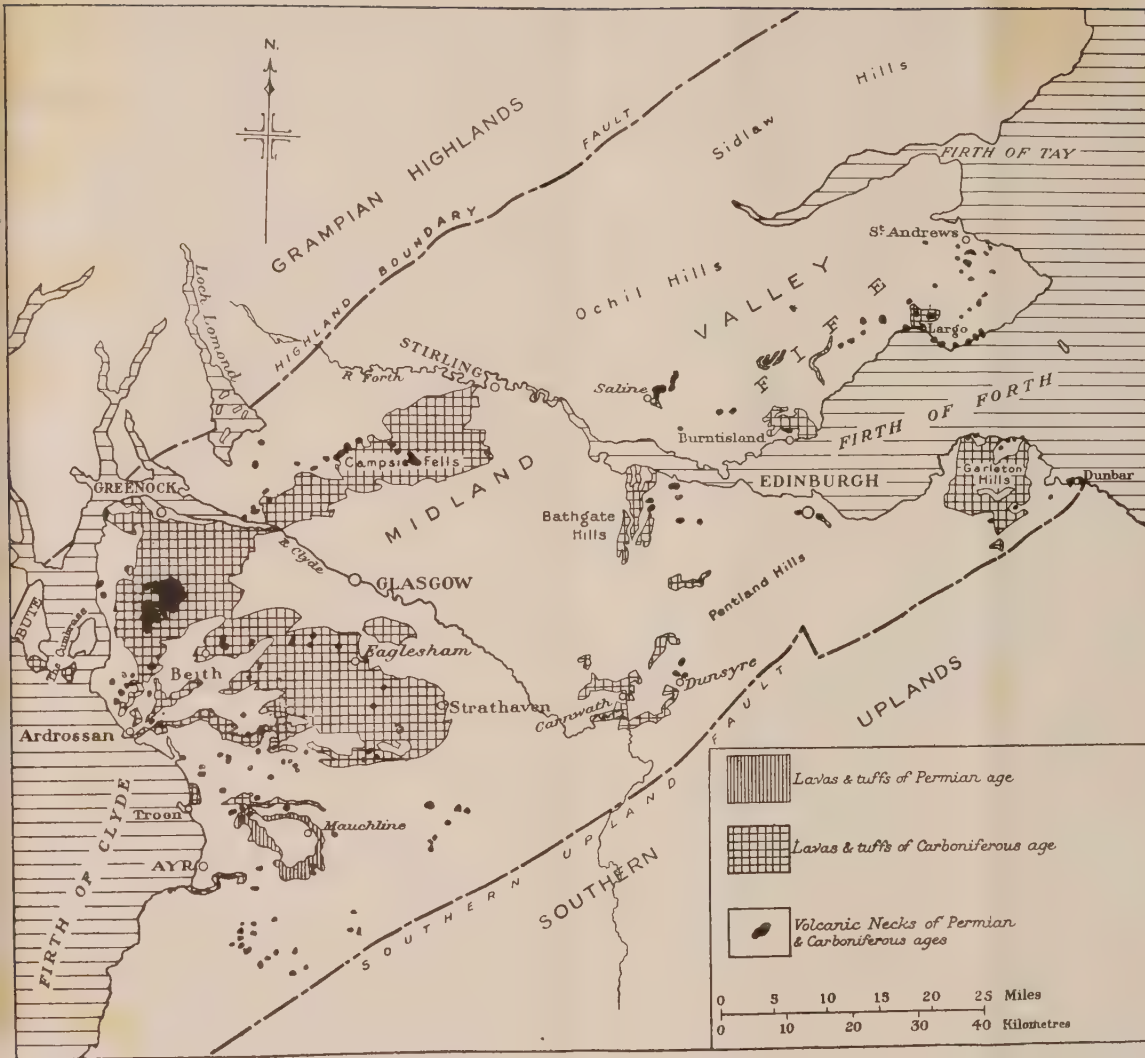 N.
GRAMPIAN HIGHLANDS
HIGHLAND BOUNDARY FAULT
Sidlaw Hills
FIRTH OF TAY
St. Andrews
Ochil Hills
VALLEY
FIFE
Largo
Loch Lomond
STIRLING
R. Forth
Saline
Burntisland
FIRTH OF FORTH
Campsie Fells
MIDLAND
GREENOCK
EDINBURGH
Garleton
Hills
Dunbar
Bathgate
Hills
R. Clyde
GLASGOW
Pentland Hills
BUTE
The Cumbraes
Beith
Eaglesham
Dunsyre
Strathaven
Carnwath
Ardrossan
UPLANDS
SOUTHERN UPLAND FAULT
FIRTH OF CLYDE
Troon
Mauchline
AYR
SOUTHERN
Lavas & tuffs of Permian age
Lavas & tuffs of Carboniferous age
Volcanic Necks of Permian
& Carboniferous ages
0 5 10 15 20 25 Miles
0 10 20 30 40 Kilometres